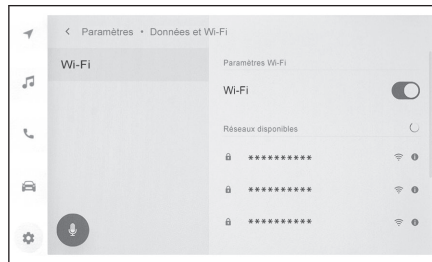 < Paramètres • Données et Wi-Fi
Wi-Fi
Paramètres Wi-Fi
Wi-Fi
Réseaux disponibles
**********
**********
**********